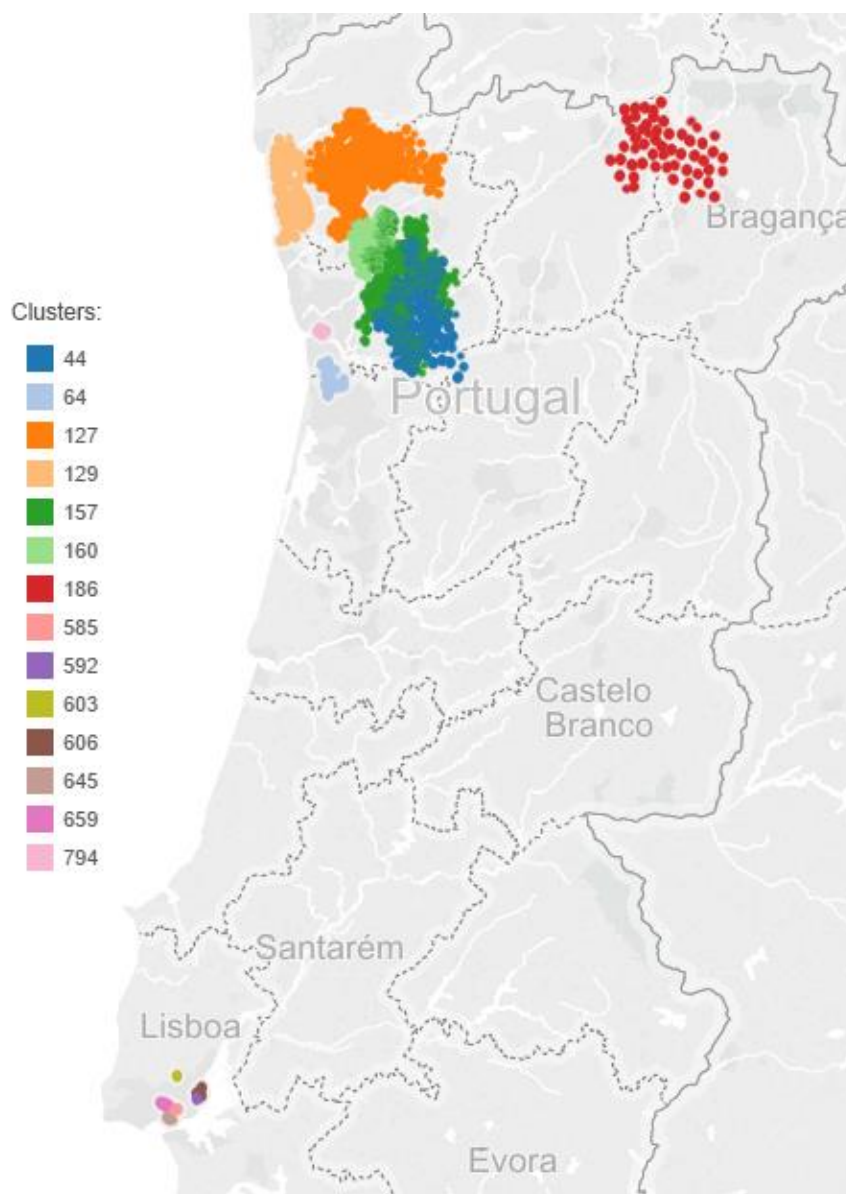 Bragança
Clusters:
44
64
127
129
157
160
186
585
592
603
606
645
659
794
Portugal
Castelo
Branco
Santarém
Lisboa
Evora